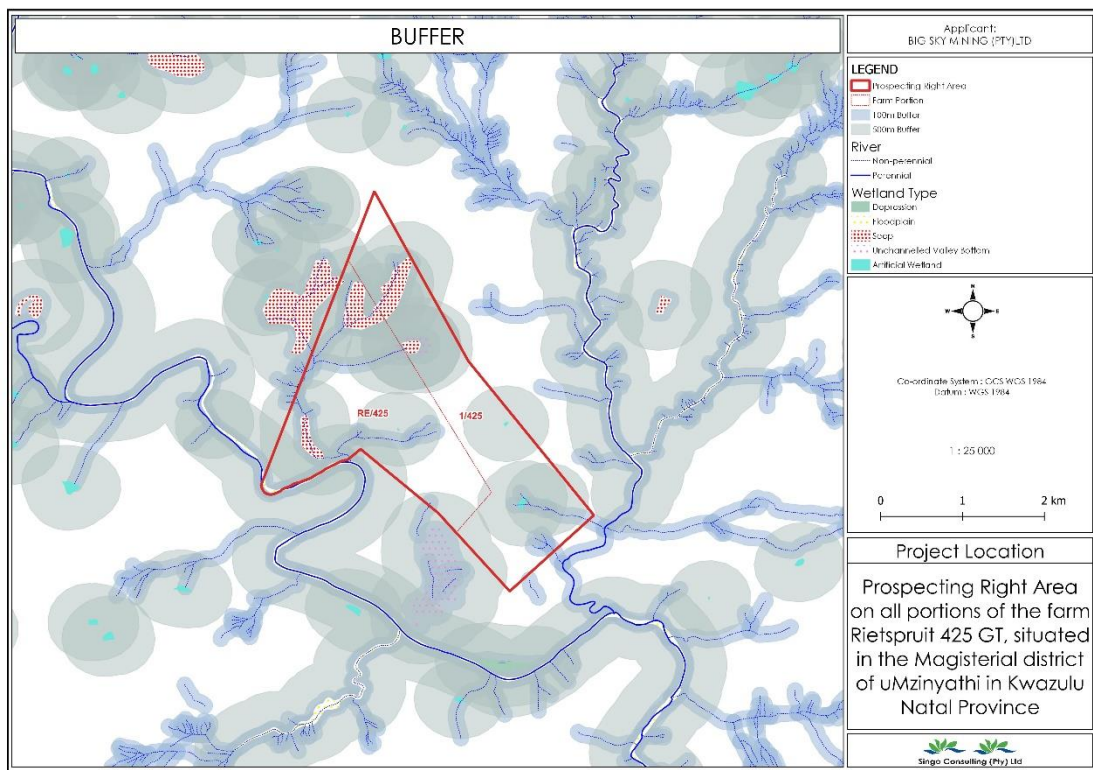 BUFFER
RE/425
1/425
Applicant:
BIG SKY MINING (PTY)LTD
LEGEND
Prospecting Right Area
Farm Portion
100m Buffer
500m Buffer
River
Non-perennial
Perennial
Wetland Type
Depression
Floodplain
Seep
Unchannelled Valley Bottom
Artificial Wetland
N
W
E
S
Co-ordinate System : GCS WGS 1984
Datum : WGS 1984
1 : 25 000
0 1 2 km
Project Location
Prospecting Right Area
on all portions of the farm
Rietspruit 425 GT, situated
in the Magisterial district
of uMzinyathi in Kwazulu
Natal Province
Singo Consulting (Pty) Ltd